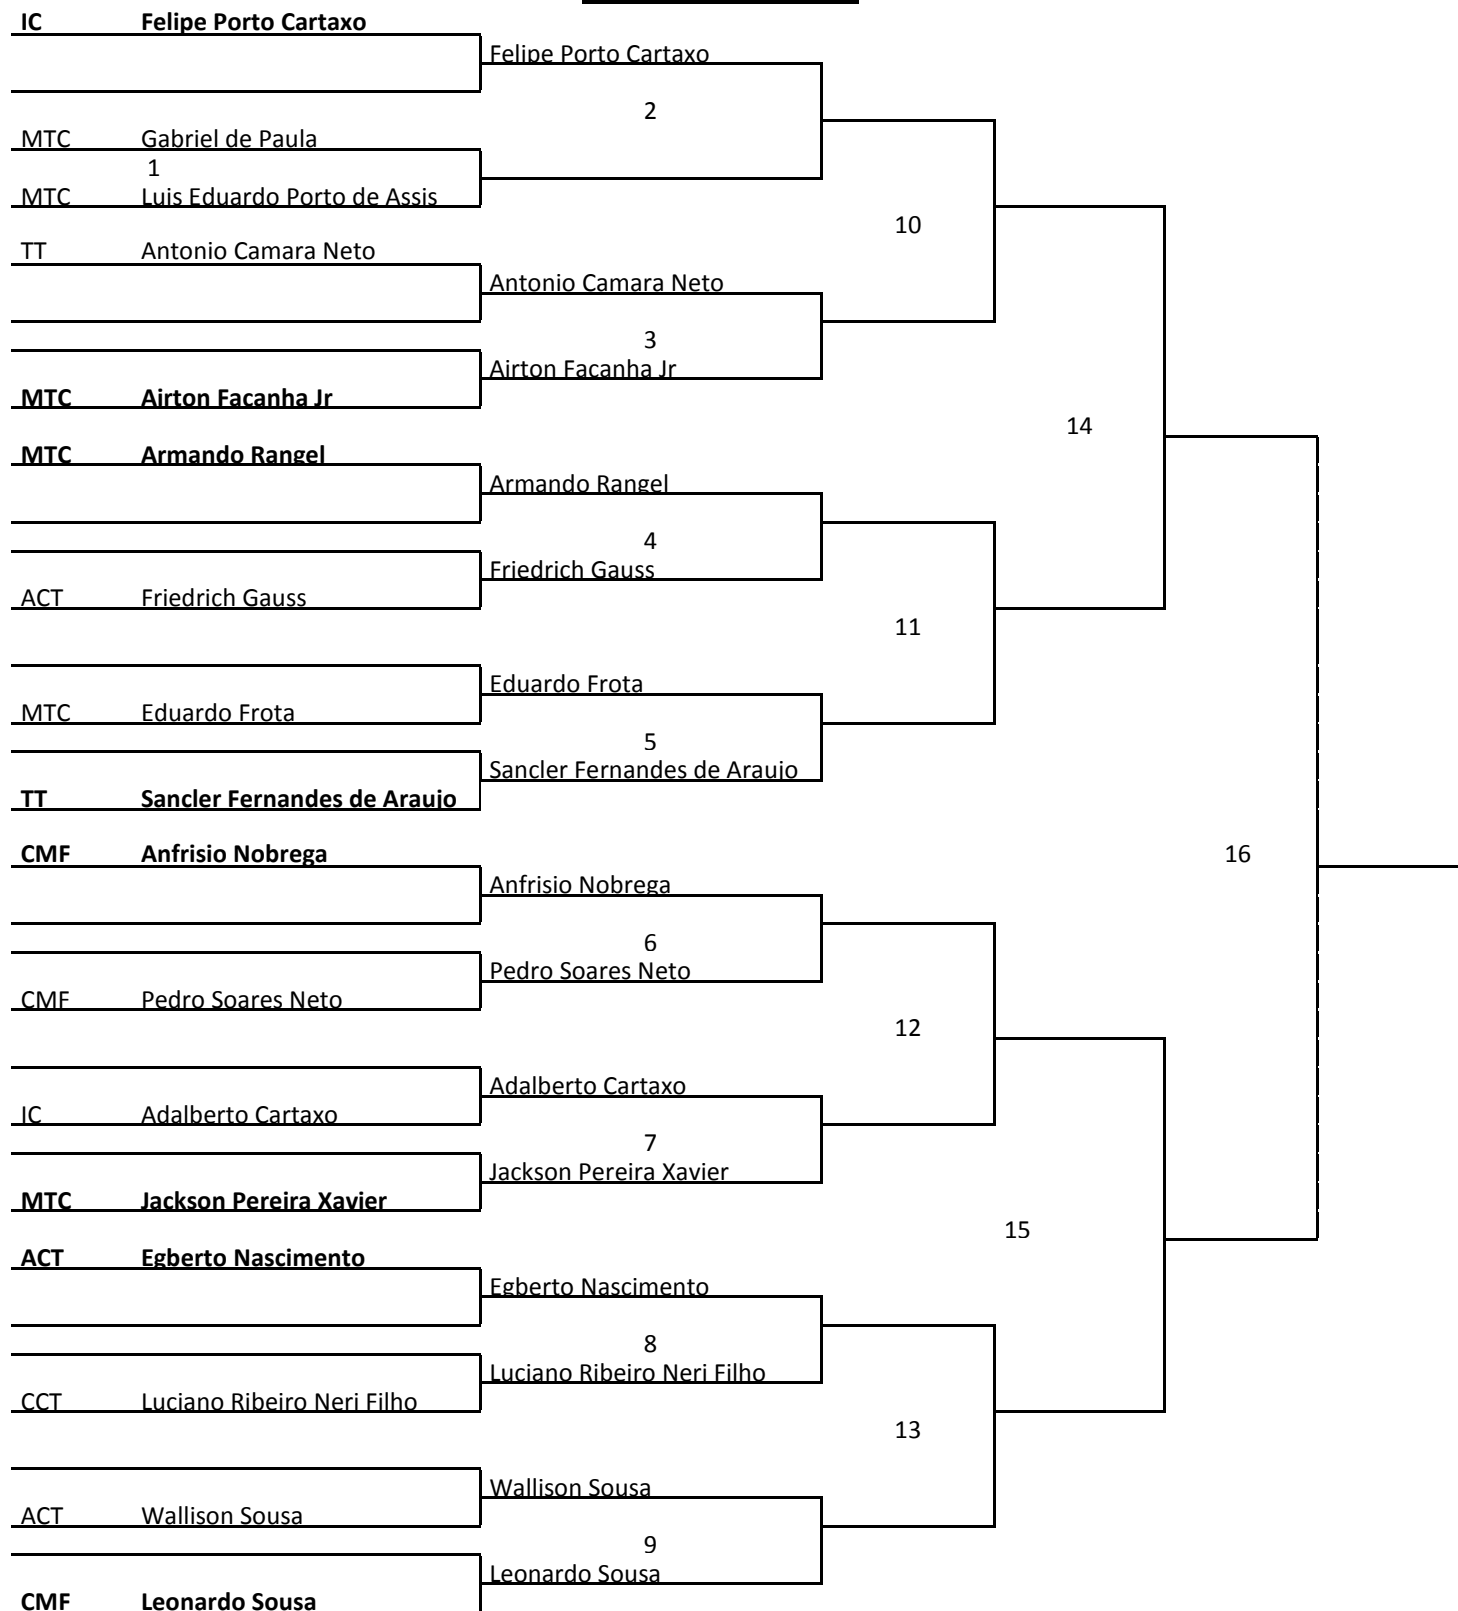 IC Felipe Porto Cartaxo
Felipe Porto Cartaxo
2
MTC Gabriel de Paula
1
MTC Luis Eduardo Porto de Assis
10
TT Antonio Camara Neto
Antonio Camara Neto
3
Airton Facanha Jr
MTC Airton Facanha Jr
14
MTC Armando Rangel
Armando Rangel
4
Friedrich Gauss
ACT Friedrich Gauss
11
Eduardo Frota
MTC Eduardo Frota
5
Sancler Fernandes de Araujo
TT Sancler Fernandes de Araujo
CMF Anfrisio Nobrega
16
Anfrisio Nobrega
6
Pedro Soares Neto
CMF Pedro Soares Neto
12
Adalberto Cartaxo
IC Adalberto Cartaxo
7
Jackson Pereira Xavier
MTC Jackson Pereira Xavier
15
ACT Egberto Nascimento
Egberto Nascimento
8
Luciano Ribeiro Neri Filho
CCT Luciano Ribeiro Neri Filho
13
Wallison Sousa
ACT Wallison Sousa
9
Leonardo Sousa
CMF Leonardo Sousa